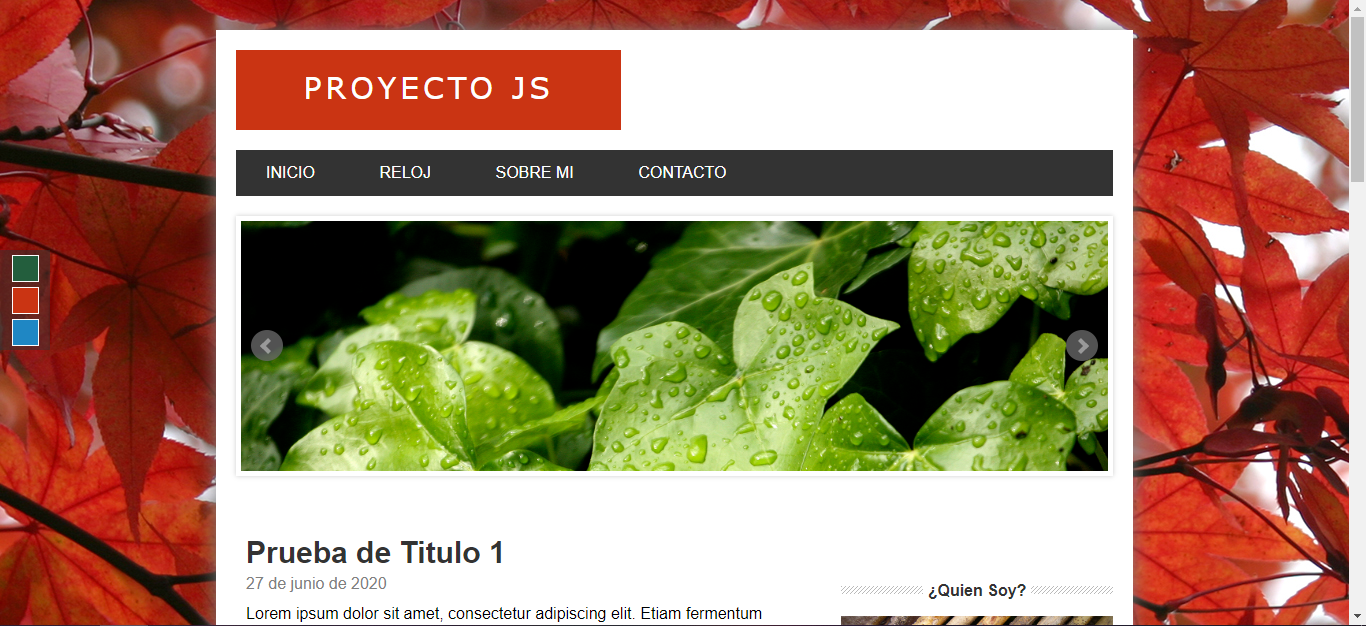 PROYECTO JS
INICIO RELOJ SOBRE MI CONTACTO
Prueba de Titulo 1
27 de junio de 2020
Lorem ipsum dolor sit amet, consectetur adipiscing elit. Etiam fermentum
¿Quien Soy?